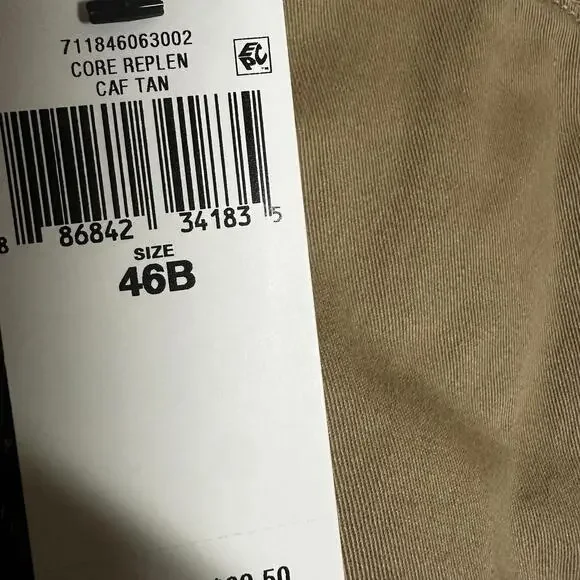 711846063002
CORE REPLEN
CAF TAN
EPC
8 86842 34183 5
SIZE
46B